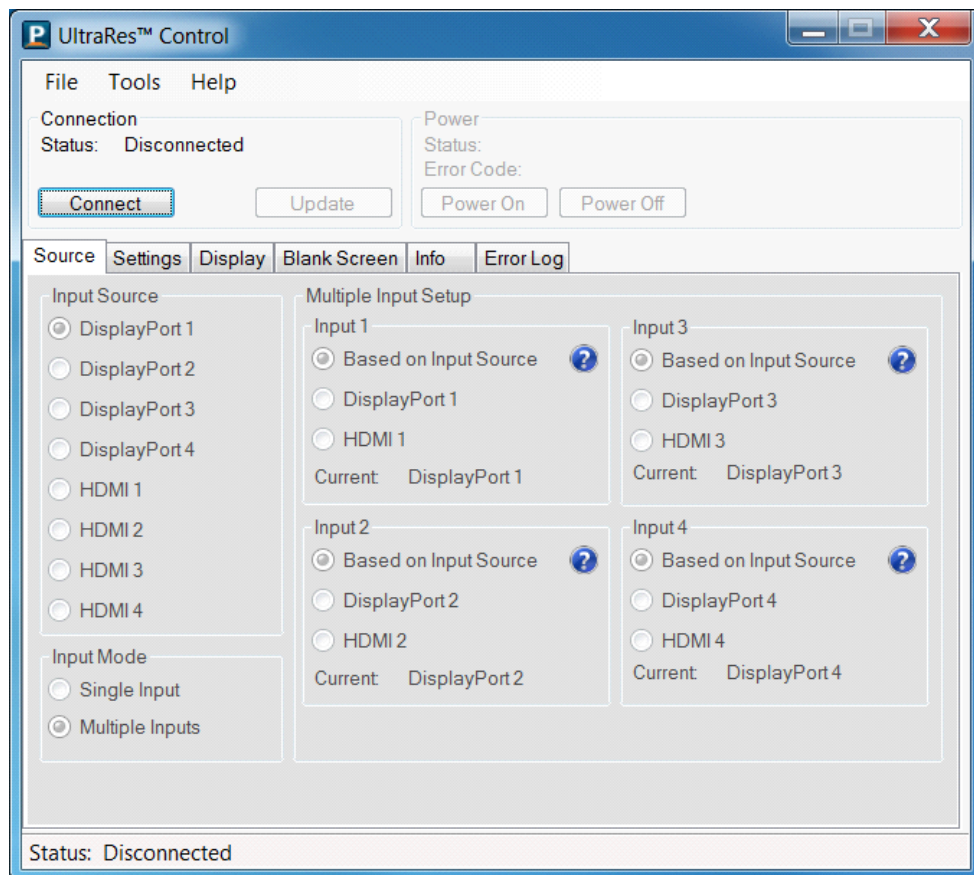 UltraRes™ Control
File Tools Help
Connection
Status: Disconnected
Connect Update
Power
Status:
Error Code:
Power On Power Off
Source Settings Display Blank Screen Info Error Log
Input Source
DisplayPort 1
DisplayPort 2
DisplayPort 3
DisplayPort 4
HDMI 1
HDMI 2
HDMI 3
HDMI 4
Input Mode
Single Input
Multiple Inputs
Multiple Input Setup
Input 1
Based on Input Source
DisplayPort 1
HDMI 1
Current: DisplayPort 1
Input 2
Based on Input Source
DisplayPort 2
HDMI 2
Current: DisplayPort 2
Input 3
Based on Input Source
DisplayPort 3
HDMI 3
Current: DisplayPort 3
Input 4
Based on Input Source
DisplayPort 4
HDMI 4
Current: DisplayPort 4
Status: Disconnected